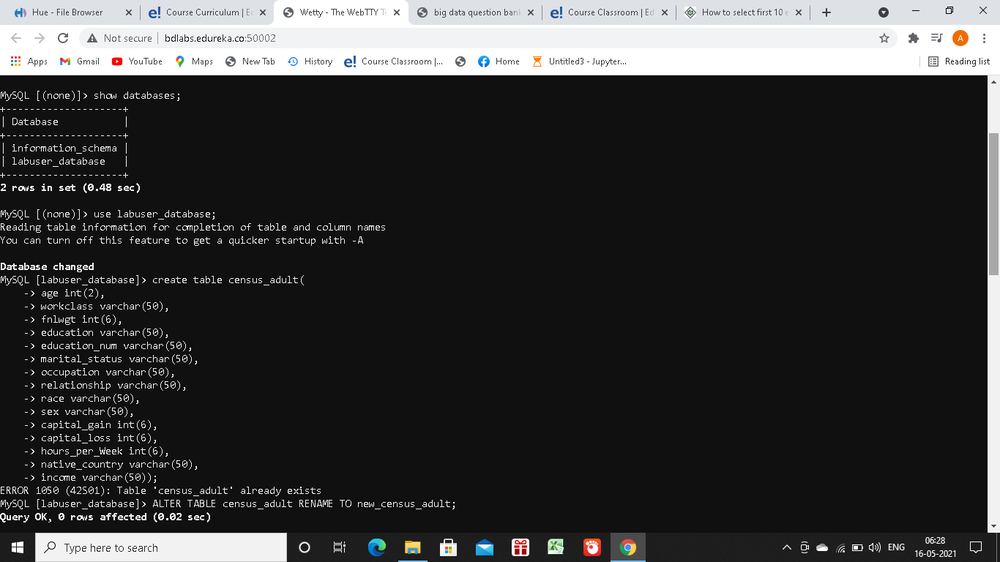 Hue - File Browser
Course Curriculum | Ed
Wetty - The WebTTY Te
big data question bank
Course Classroom | Ed
How to select first 10 e
Not secure | bdlabs.edureka.co:50002
A
Apps
Gmail
YouTube
Maps
New Tab
History
e! Course Classroom |...
Home
Untitled3 - Jupyter...
Reading list
MySQL [(none)]> show databases;
+--------------------+
| Database           |
+--------------------+
| information_schema |
| labuser_database   |
+--------------------+
2 rows in set (0.48 sec)
MySQL [(none)]> use labuser_database;
Reading table information for completion of table and column names
You can turn off this feature to get a quicker startup with -A
Database changed
MySQL [labuser_database]> create table census_adult(
    -> age int(2),
    -> workclass varchar(50),
    -> fnlwgt int(6),
    -> education varchar(50),
    -> education_num varchar(50),
    -> marital_status varchar(50),
    -> occupation varchar(50),
    -> relationship varchar(50),
    -> race varchar(50),
    -> sex varchar(50),
    -> capital_gain int(6),
    -> capital_loss int(6),
    -> hours_per_Week int(6),
    -> native_country varchar(50),
    -> income varchar(50));
ERROR 1050 (42S01): Table 'census_adult' already exists
MySQL [labuser_database]> ALTER TABLE census_adult RENAME TO new_census_adult;
Query OK, 0 rows affected (0.02 sec)
Type here to search
ENG
06:28
16-05-2021